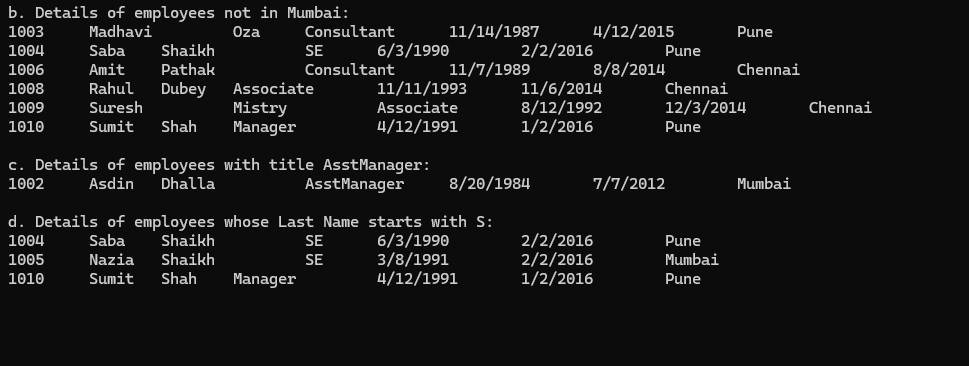 b. Details of employees not in Mumbai:
1003 Madhavi Oza Consultant 11/14/1987 4/12/2015 Pune
1004 Saba Shaikh SE 6/3/1990 2/2/2016 Pune
1006 Amit Pathak Consultant 11/7/1989 8/8/2014 Chennai
1008 Rahul Dubey Associate 11/11/1993 11/6/2014 Chennai
1009 Suresh Mistry Associate 8/12/1992 12/3/2014 Chennai
1010 Sumit Shah Manager 4/12/1991 1/2/2016 Pune
c. Details of employees with title AsstManager:
1002 Asdin Dhalla AsstManager 8/20/1984 7/7/2012 Mumbai
d. Details of employees whose Last Name starts with S:
1004 Saba Shaikh SE 6/3/1990 2/2/2016 Pune
1005 Nazia Shaikh SE 3/8/1991 2/2/2016 Mumbai
1010 Sumit Shah Manager 4/12/1991 1/2/2016 Pune